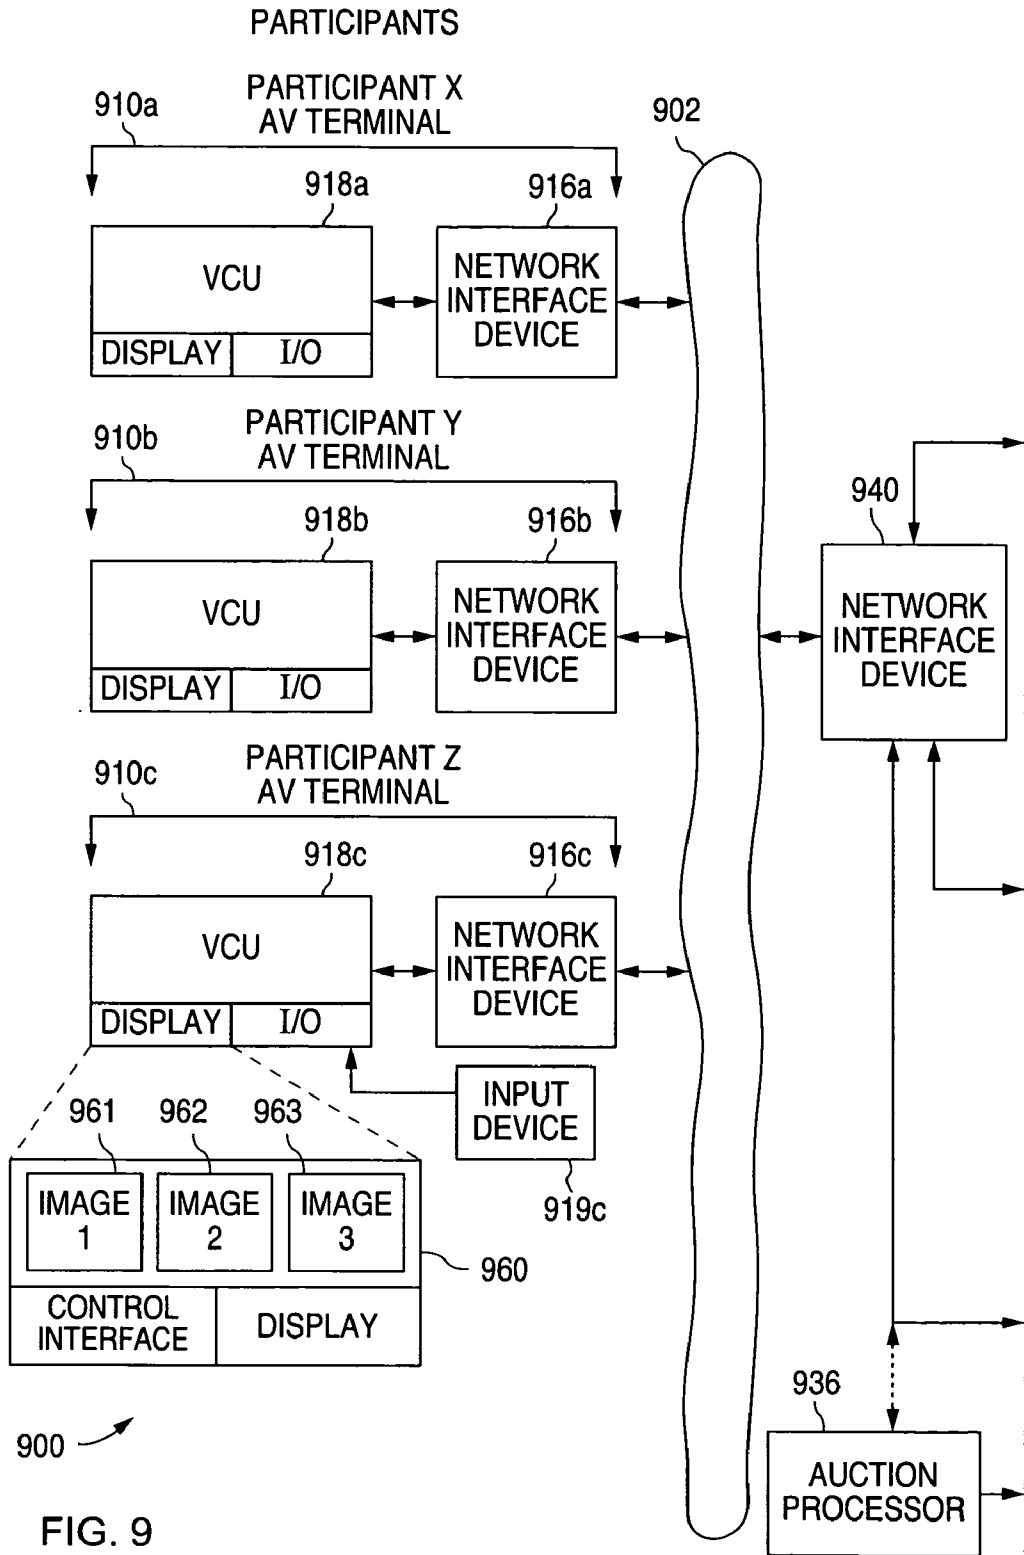 PARTICIPANTS
PARTICIPANT X
AV TERMINAL
910a
902
918a
916a
VCU
DISPLAY
I/O
NETWORK
INTERFACE
DEVICE
PARTICIPANT Y
AV TERMINAL
910b
918b
916b
VCU
DISPLAY
I/O
NETWORK
INTERFACE
DEVICE
940
NETWORK
INTERFACE
DEVICE
PARTICIPANT Z
AV TERMINAL
910c
918c
916c
VCU
DISPLAY
I/O
NETWORK
INTERFACE
DEVICE
INPUT
DEVICE
919c
961
962
963
IMAGE
1
IMAGE
2
IMAGE
3
960
CONTROL
INTERFACE
DISPLAY
900
936
AUCTION
PROCESSOR
FIG. 9